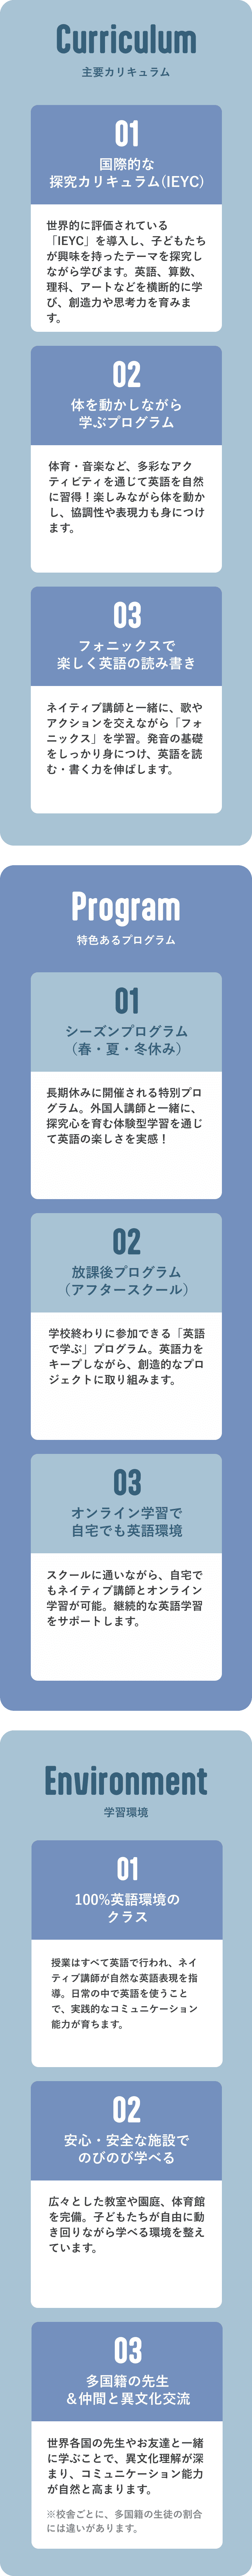 Curriculum
主要カリキュラム
01
国際的な
探究カリキュラム(IEYC)
世界的に評価されている
「IEYC」を導入し、子どもたち
が興味を持ったテーマを探究し
ながら学びます。英語、算数、
理科、アートなどを横断的に学
び、創造力や思考力を育みま
す。
02
体を動かしながら
学ぶプログラム
体育・音楽など、多彩なアク
ティビティを通じて英語を自然
に習得！楽しみながら体を動か
し、協調性や表現力も身につけ
ます。
03
フォニックスで
楽しく英語の読み書き
ネイティブ講師と一緒に、歌や
アクションを交えながら「フォ
ニックス」を学習。発音の基礎
をしっかり身につけ、英語を読
む・書く力を伸ばします。
Program
特色あるプログラム
01
シーズンプログラム
（春・夏・冬休み）
長期休みに開催される特別プロ
グラム。外国人講師と一緒に、
探究心を育む体験型学習を通じ
て英語の楽しさを実感！
02
放課後プログラム
（アフタースクール）
学校終わりに参加できる「英語
で学ぶ」プログラム。英語力を
キープしながら、創造的なプロ
ジェクトに取り組みます。
03
オンライン学習で
自宅でも英語環境
スクールに通いながら、自宅で
もネイティブ講師とオンライン
学習が可能。継続的な英語学習
をサポートします。
Environment
学習環境
01
100%英語環境の
クラス
授業はすべて英語で行われ、ネイ
ティブ講師が自然な英語表現を指
導。日常の中で英語を使うこと
で、実践的なコミュニケーション
能力が育ちます。
02
安心・安全な施設で
のびのび学べる
広々とした教室や園庭、体育館
を完備。子どもたちが自由に動
き回りながら学べる環境を整え
ています。
03
多国籍の先生
＆仲間と異文化交流
世界各国の先生やお友達と一緒
に学ぶことで、異文化理解が深
まり、コミュニケーション能力
が自然と高まります。
※校舎ごとに、多国籍の生徒の割合
には違いがあります。